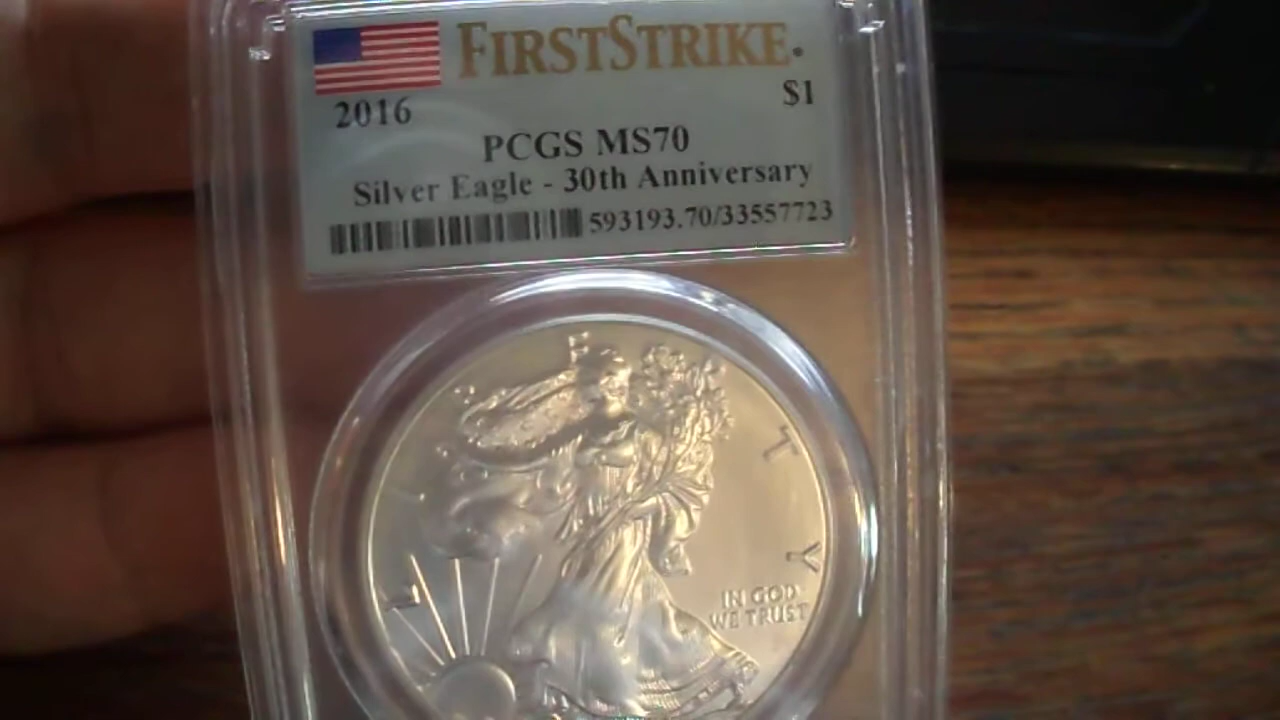 FIRSTSTRIKE®
2016 $1
PCGS MS70
Silver Eagle - 30th Anniversary
593193.70/33557723
L T Y
IN GOD
WE TRUST